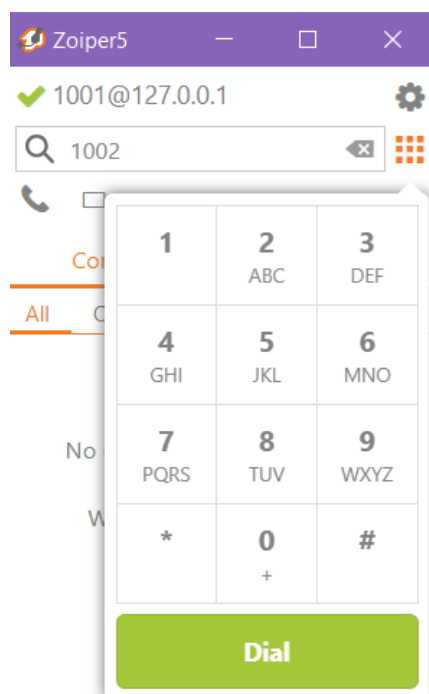 Zoiper5
1001@127.0.0.1
1002
1 2 3
ABC DEF
All
4 5 6
GHI JKL MNO
No
7 8 9
PQRS TUV WXYZ
W
* 0 #
+
Dial